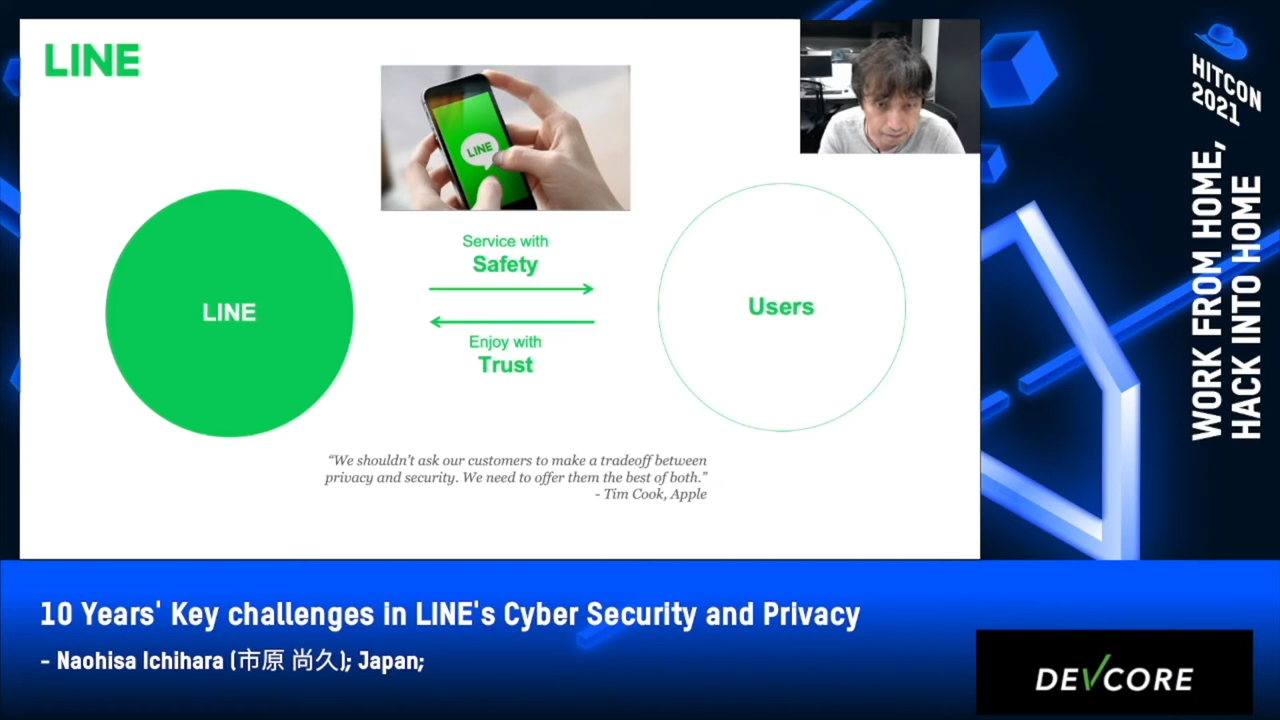 LINE
LINE
Service with
Safety
LINE
Users
Enjoy with
Trust
“We shouldn’t ask our customers to make a tradeoff between
privacy and security. We need to offer them the best of both.”
- Tim Cook, Apple
HITCON
2021
WORK FROM HOME,
HACK INTO HOME
10 Years' Key challenges in LINE's Cyber Security and Privacy
- Naohisa Ichihara (市原 尚久); Japan;
DEVCORE